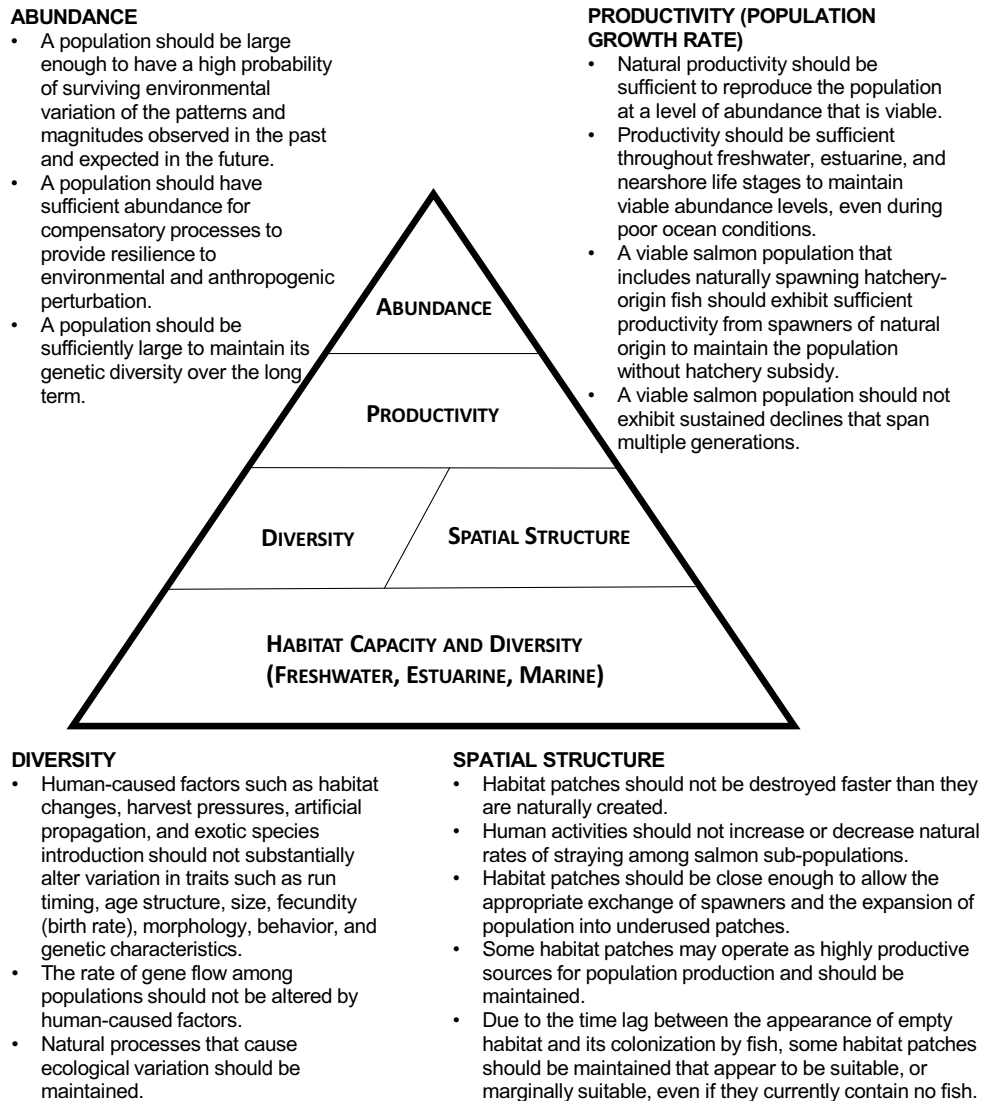 ABUNDANCE
• A population should be large
enough to have a high probability
of surviving environmental
variation of the patterns and
magnitudes observed in the past
and expected in the future.
• A population should have
sufficient abundance for
compensatory processes to
provide resilience to
environmental and anthropogenic
perturbation.
• A population should be
sufficiently large to maintain its
genetic diversity over the long
term.
PRODUCTIVITY (POPULATION
GROWTH RATE)
• Natural productivity should be
sufficient to reproduce the population
at a level of abundance that is viable.
• Productivity should be sufficient
throughout freshwater, estuarine, and
nearshore life stages to maintain
viable abundance levels, even during
poor ocean conditions.
• A viable salmon population that
includes naturally spawning hatchery-
origin fish should exhibit sufficient
productivity from spawners of natural
origin to maintain the population
without hatchery subsidy.
• A viable salmon population should not
exhibit sustained declines that span
multiple generations.
ABUNDANCE
PRODUCTIVITY
DIVERSITY
SPATIAL STRUCTURE
HABITAT CAPACITY AND DIVERSITY
(FRESHWATER, ESTUARINE, MARINE)
DIVERSITY
• Human-caused factors such as habitat
changes, harvest pressures, artificial
propagation, and exotic species
introduction should not substantially
alter variation in traits such as run
timing, age structure, size, fecundity
(birth rate), morphology, behavior, and
genetic characteristics.
• The rate of gene flow among
populations should not be altered by
human-caused factors.
• Natural processes that cause
ecological variation should be
maintained.
SPATIAL STRUCTURE
• Habitat patches should not be destroyed faster than they
are naturally created.
• Human activities should not increase or decrease natural
rates of straying among salmon sub-populations.
• Habitat patches should be close enough to allow the
appropriate exchange of spawners and the expansion of
population into underused patches.
• Some habitat patches may operate as highly productive
sources for population production and should be
maintained.
• Due to the time lag between the appearance of empty
habitat and its colonization by fish, some habitat patches
should be maintained that appear to be suitable, or
marginally suitable, even if they currently contain no fish.